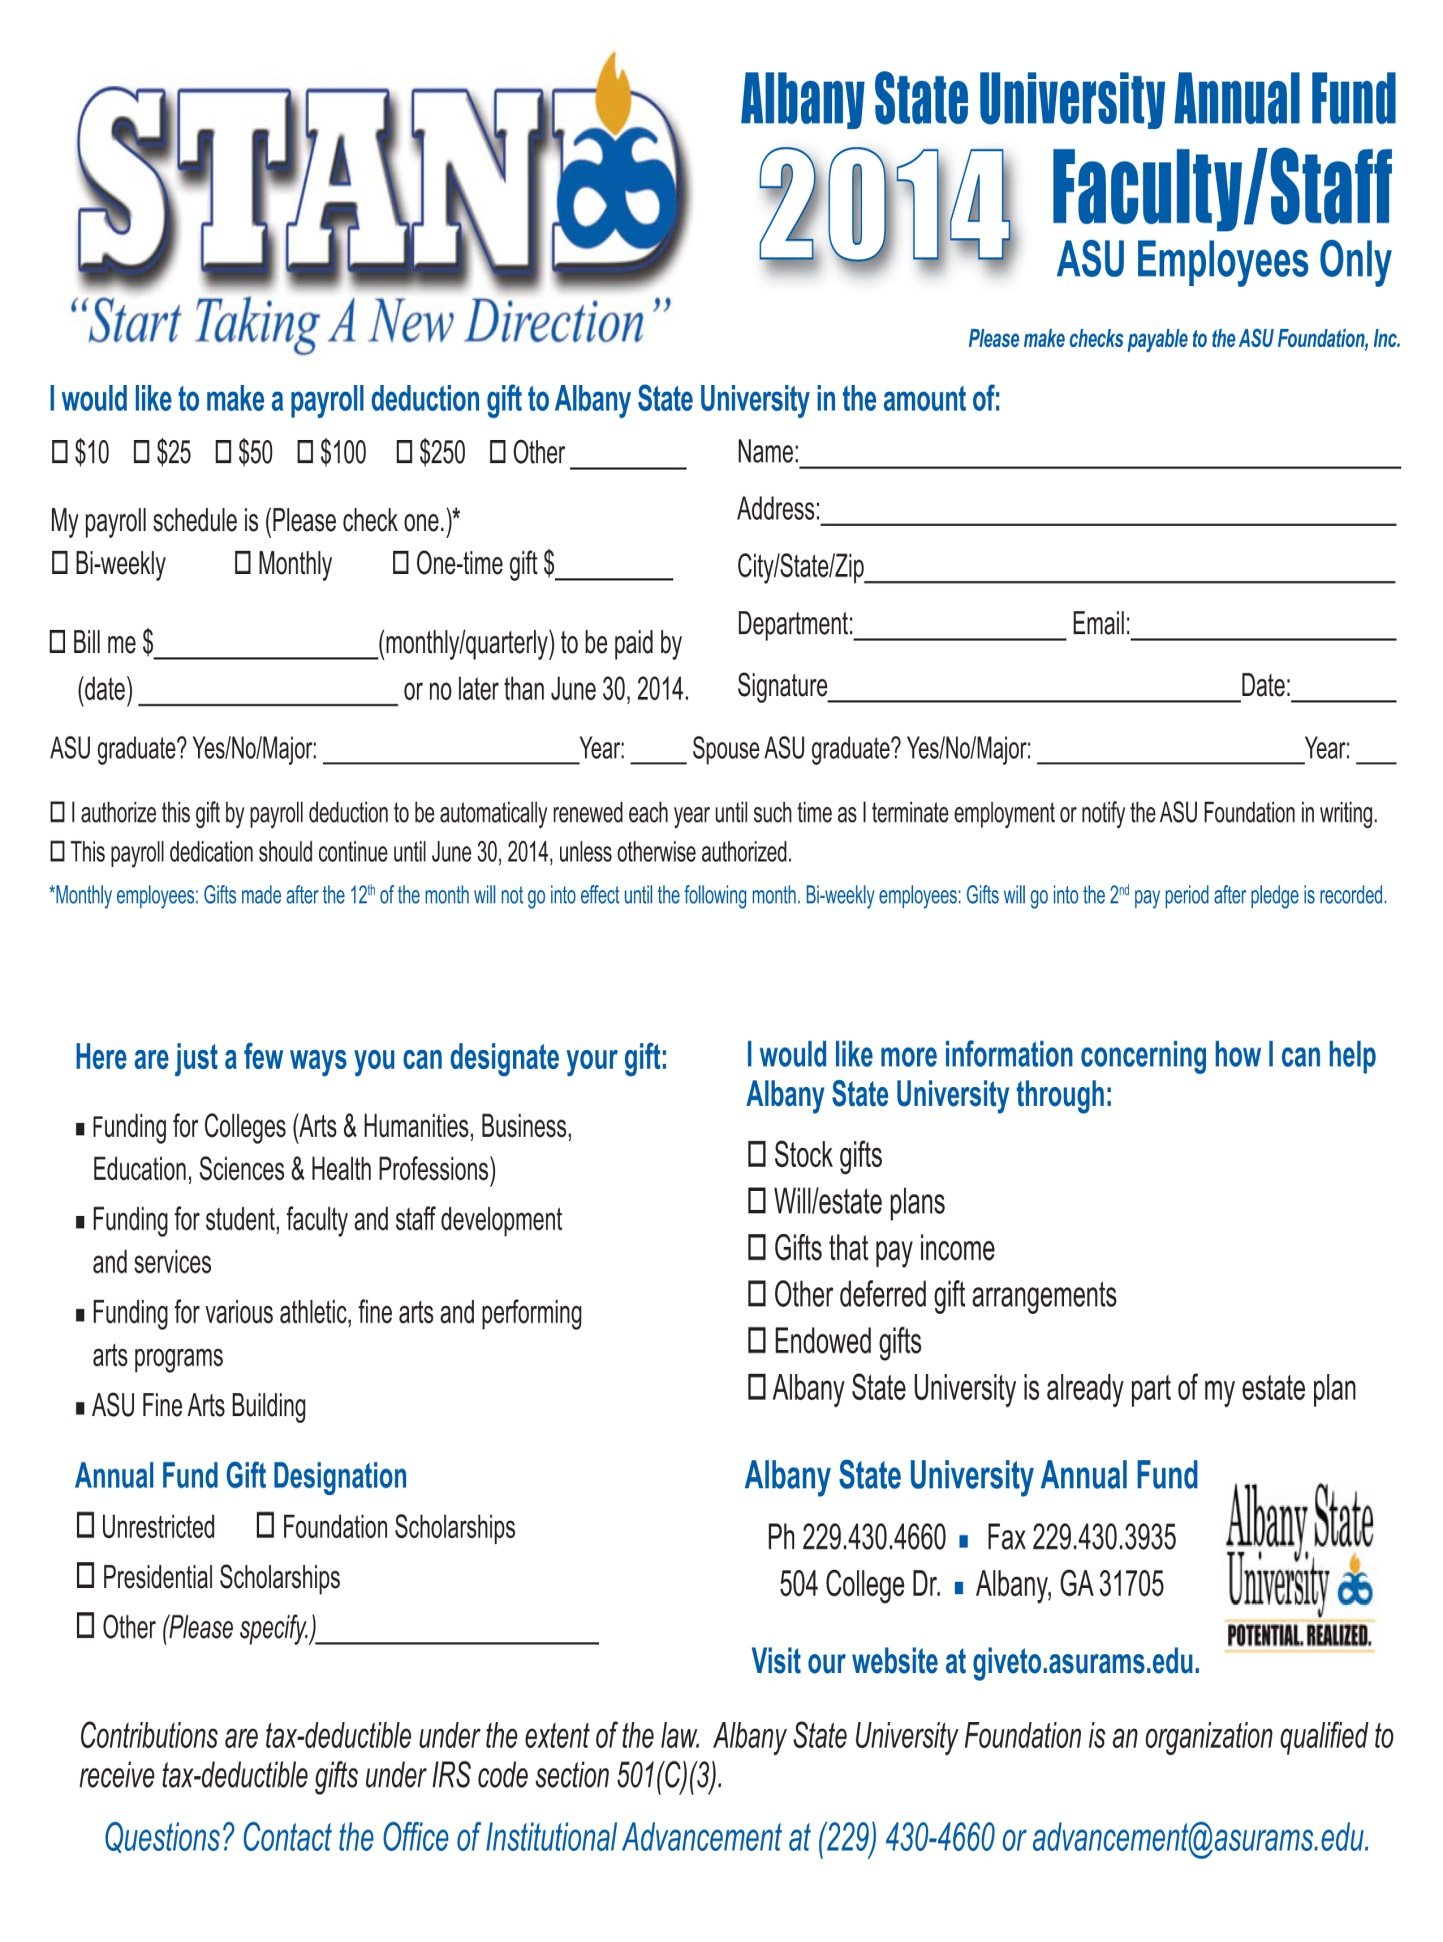 STAND
“Start Taking A New Direction”
Albany State University Annual Fund
2014 Faculty/Staff
ASU Employees Only
Please make checks payable to the ASU Foundation, Inc.
I would like to make a payroll deduction gift to Albany State University in the amount of:
☐ $10 ☐ $25 ☐ $50 ☐ $100 ☐ $250 ☐ Other ________
My payroll schedule is (Please check one.)*
☐ Bi-weekly ☐ Monthly ☐ One-time gift $________
☐ Bill me $______________(monthly/quarterly) to be paid by
(date) ________________ or no later than June 30, 2014.
Name:________________
Address:________________
City/State/Zip________________
Department:______________ Email:________________
Signature________________Date:_______
ASU graduate? Yes/No/Major: ________________Year: ____ Spouse ASU graduate? Yes/No/Major: ________________Year: ___
☐ I authorize this gift by payroll deduction to be automatically renewed each year until such time as I terminate employment or notify the ASU Foundation in writing.
☐ This payroll dedication should continue until June 30, 2014, unless otherwise authorized.
*Monthly employees: Gifts made after the 12th of the month will not go into effect until the following month. Bi-weekly employees: Gifts will go into the 2nd pay period after pledge is recorded.
Here are just a few ways you can designate your gift:
▪ Funding for Colleges (Arts & Humanities, Business,
Education, Sciences & Health Professions)
▪ Funding for student, faculty and staff development
and services
▪ Funding for various athletic, fine arts and performing
arts programs
▪ ASU Fine Arts Building
Annual Fund Gift Designation
☐ Unrestricted ☐ Foundation Scholarships
☐ Presidential Scholarships
☐ Other (Please specify.)________________
I would like more information concerning how I can help
Albany State University through:
☐ Stock gifts
☐ Will/estate plans
☐ Gifts that pay income
☐ Other deferred gift arrangements
☐ Endowed gifts
☐ Albany State University is already part of my estate plan
Albany State University Annual Fund
Ph 229.430.4660 ▪ Fax 229.430.3935
504 College Dr. ▪ Albany, GA 31705
Visit our website at giveto.asurams.edu.
Albany State
University
POTENTIAL. REALIZED.
Contributions are tax-deductible under the extent of the law. Albany State University Foundation is an organization qualified to
receive tax-deductible gifts under IRS code section 501(C)(3).
Questions? Contact the Office of Institutional Advancement at (229) 430-4660 or advancement@asurams.edu.